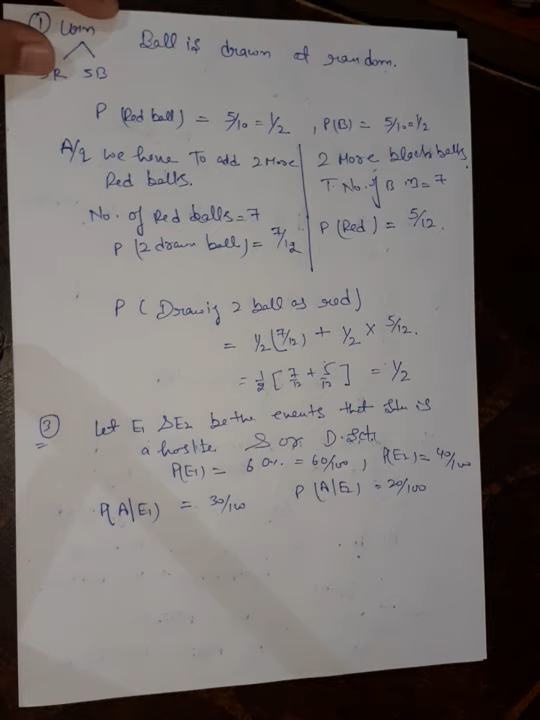 ① Urn
5R 5B
Ball is drawn at random.
P (Red ball) = 5/10 = 1/2 , P(B) = 5/10 = 1/2
A/q we have To add 2 More
Red balls.
No. of Red balls = 7
P (2 drawn ball) = 7/12
2 More black balls
T. No. of B = 7
P (Red) = 5/12.
P ( Drawing 2 ball as red)
= 1/2 (7/12) + 1/2 × 5/12.
= 1/2 [ 7/12 + 5/12 ] = 1/2
③ Let E1 & E2 be the events that is
a S or D.
P(E1) = 60%. = 60/100 , P(E2) = 40/100
P(A|E1) = 30/100 P (A|E2) = 20/100